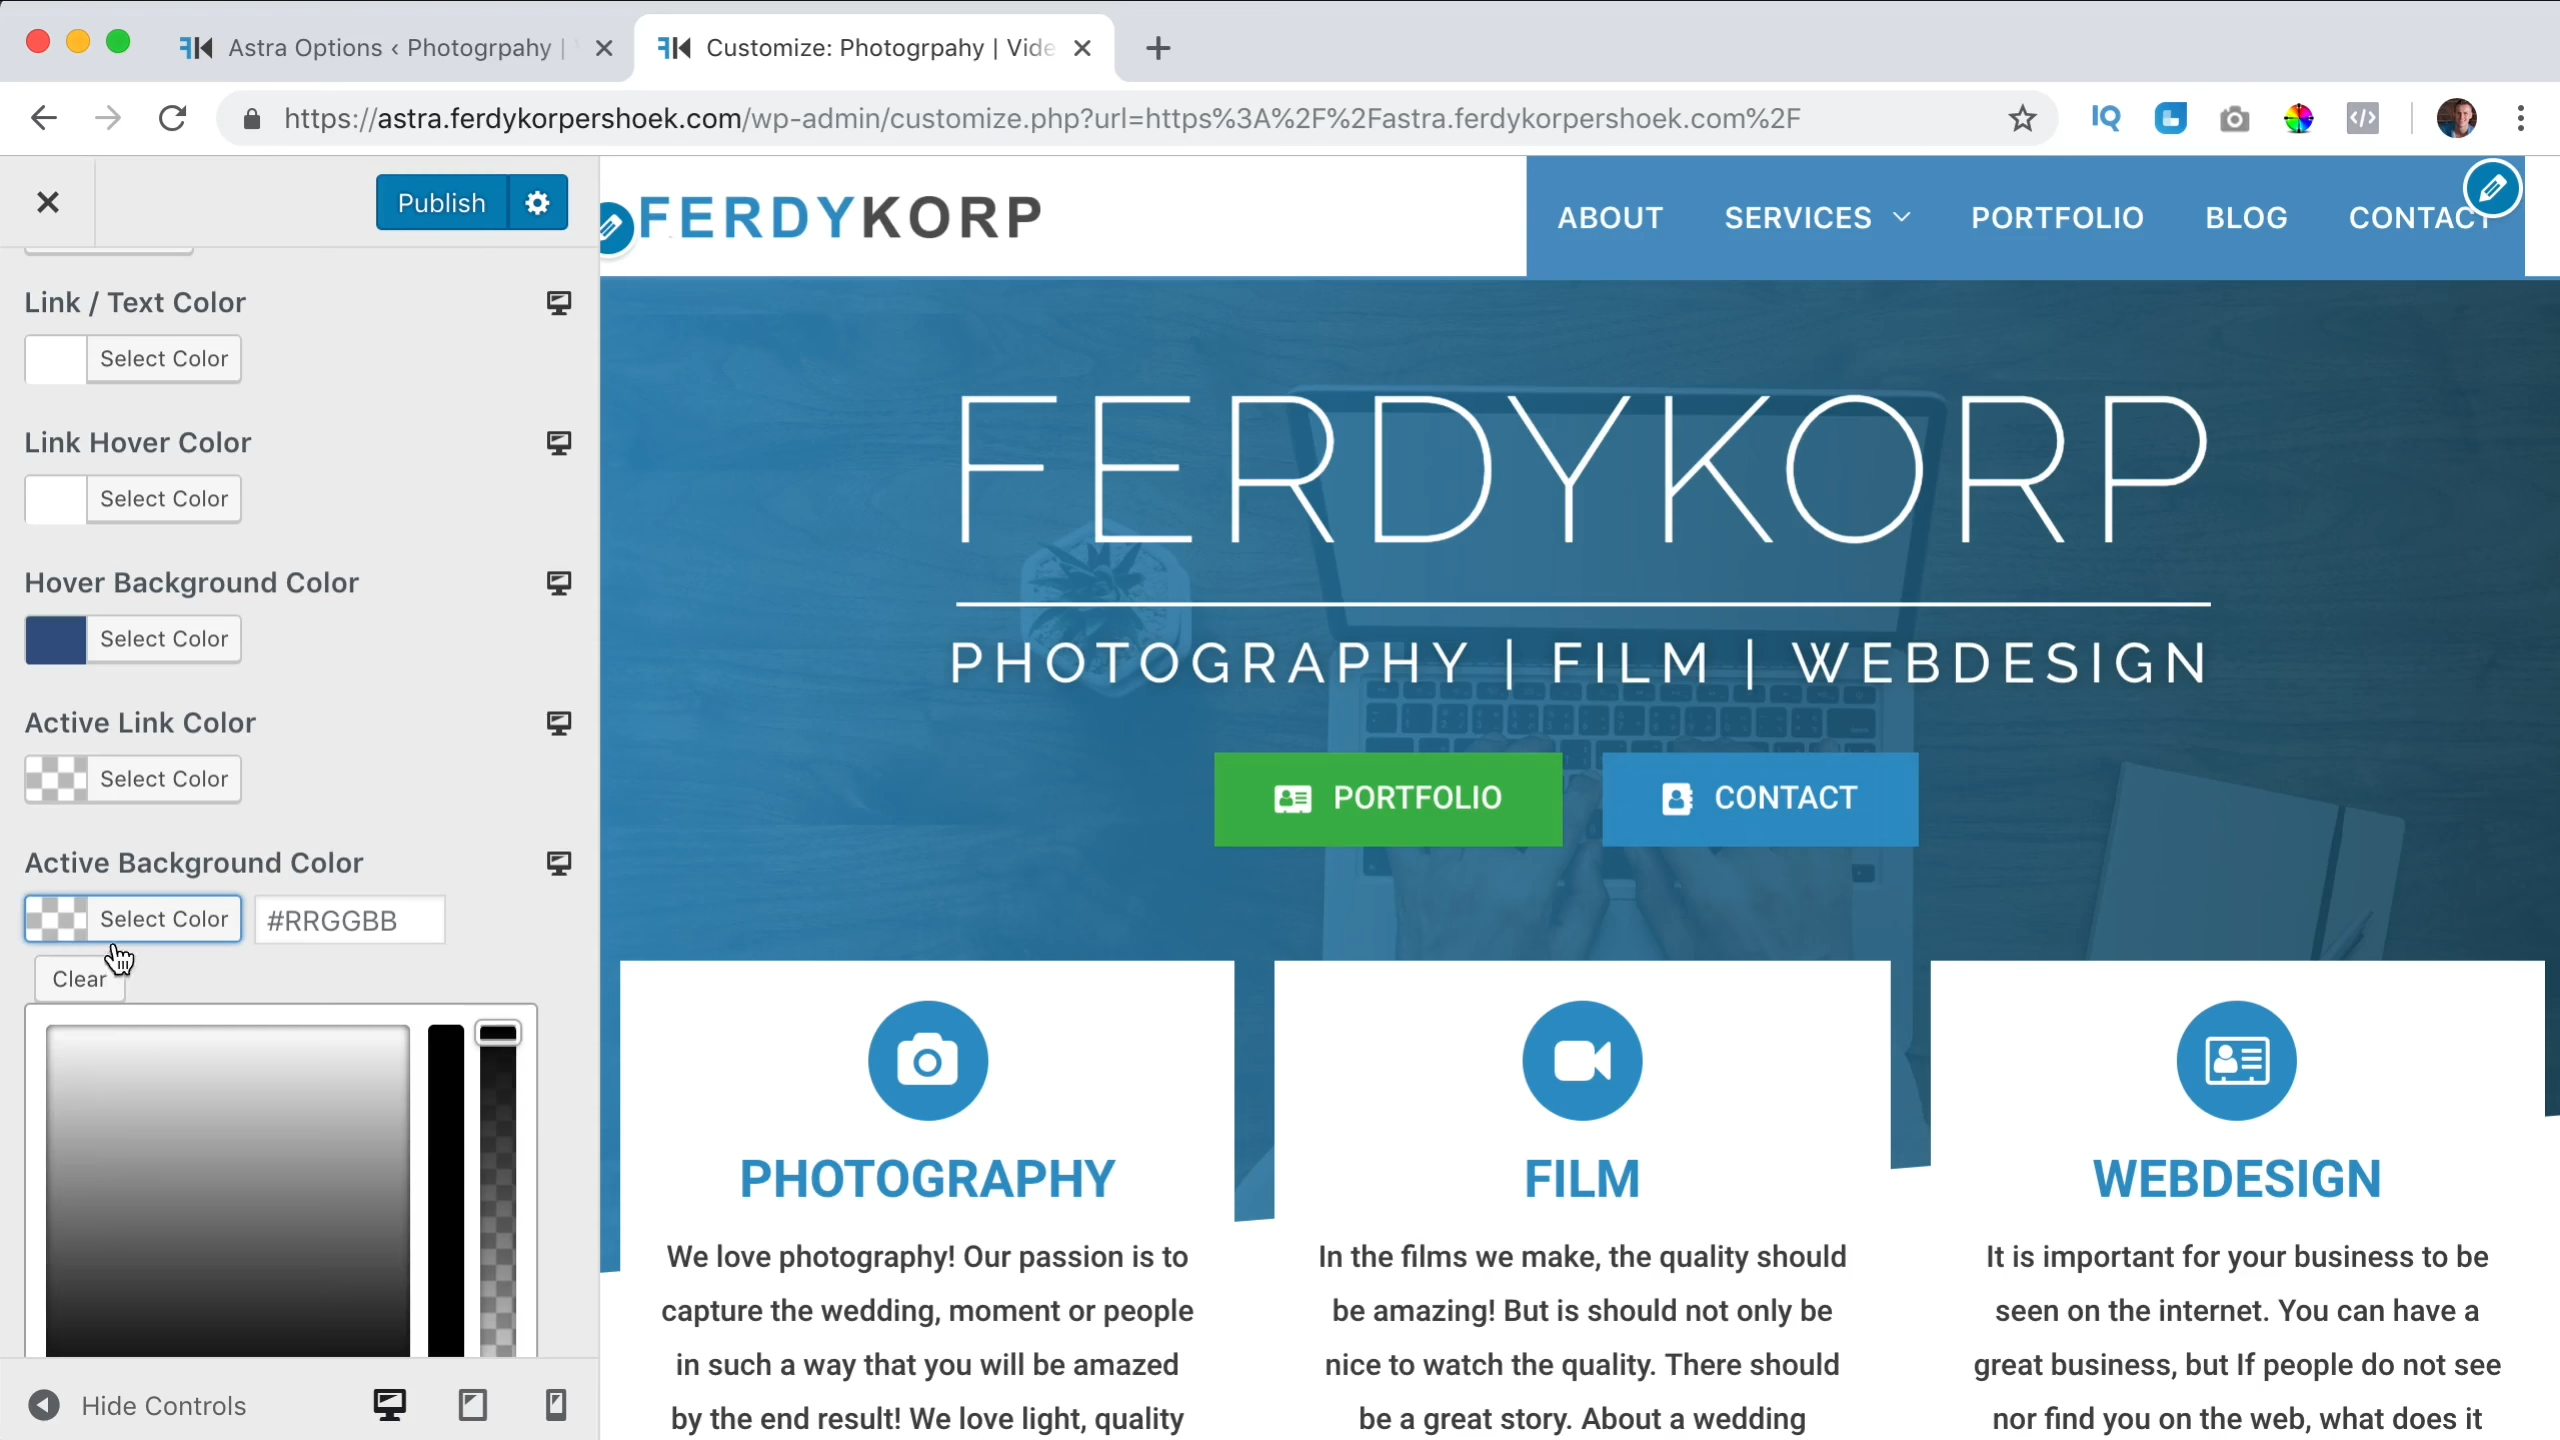 Astra Options ‹ Photogrpahy |
Customize: Photogrpahy | Vide
https://astra.ferdykorpershoek.com/wp-admin/customize.php?url=https%3A%2F%2Fastra.ferdykorpershoek.com%2F
IQ
Publish
Link / Text Color
Select Color
Link Hover Color
Select Color
Hover Background Color
Select Color
Active Link Color
Select Color
Active Background Color
Select Color
#RRGGBB
Clear
Hide Controls
FERDYKORP
ABOUT
SERVICES
PORTFOLIO
BLOG
CONTACT
FERDYKORP
PHOTOGRAPHY | FILM | WEBDESIGN
PORTFOLIO
CONTACT
PHOTOGRAPHY
We love photography! Our passion is to
capture the wedding, moment or people
in such a way that you will be amazed
by the end result! We love light, quality
FILM
In the films we make, the quality should
be amazing! But is should not only be
nice to watch the quality. There should
be a great story. About a wedding
WEBDESIGN
It is important for your business to be
seen on the internet. You can have a
great business, but If people do not see
nor find you on the web, what does it